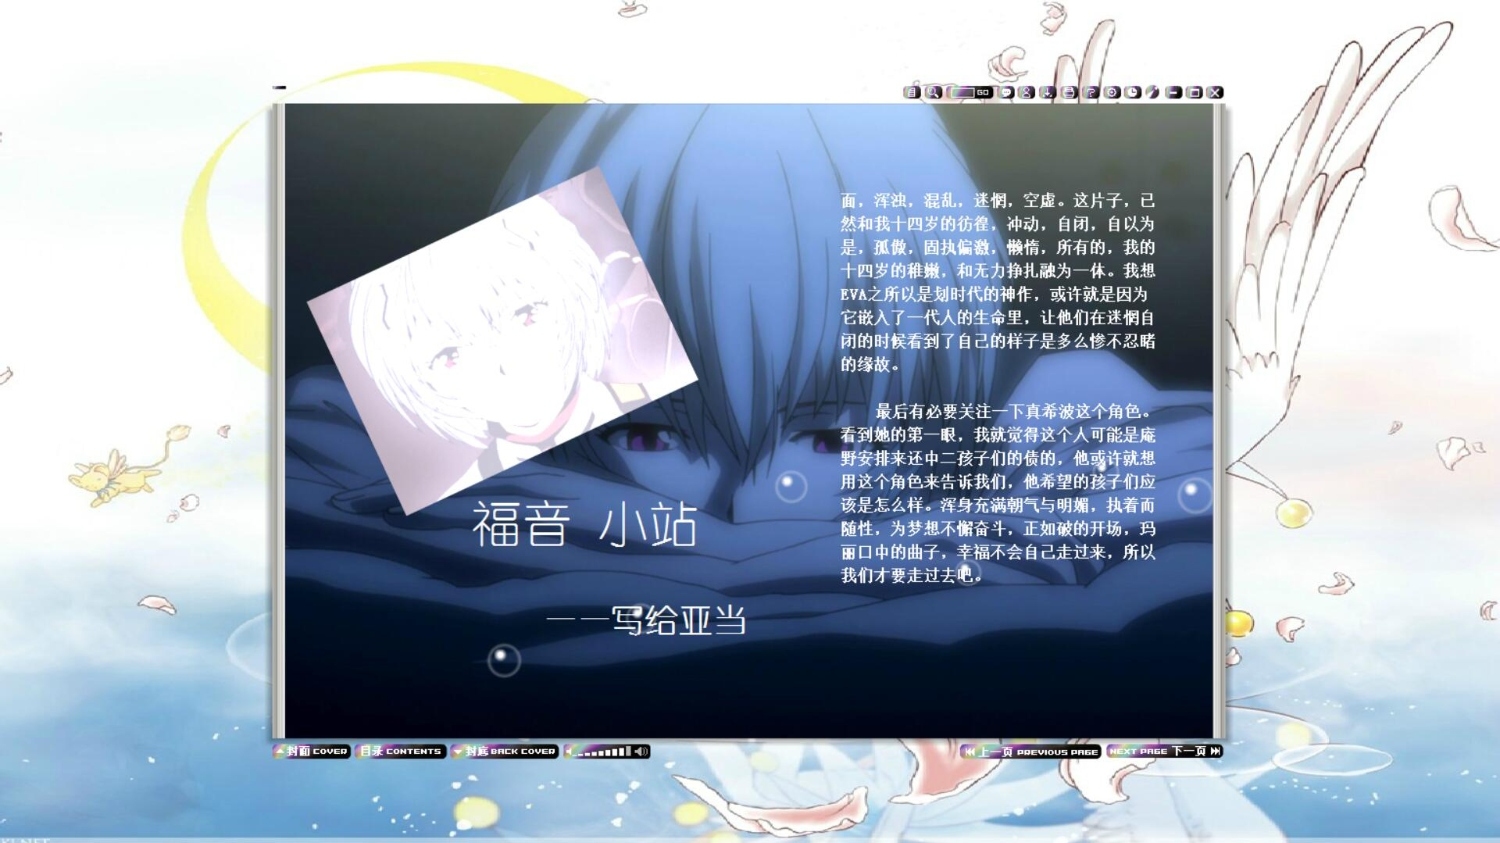 GO
面，浑浊，混乱，迷惘，空虚。这片子，已
然和我十四岁的彷徨，冲动，自闭，自以为
是，孤傲，固执偏激，懒惰，所有的，我的
十四岁的稚嫩，和无力挣扎融为一体。我想
EVA之所以是划时代的神作，或许就是因为
它嵌入了一代人的生命里，让他们在迷惘自
闭的时候看到了自己的样子是多么惨不忍睹
的缘故。
最后有必要关注一下真希波这个角色。
看到她的第一眼，我就觉得这个人可能是庵
野安排来还中二孩子们的债的，他或许就想
用这个角色来告诉我们，他希望的孩子们应
该是怎么样。浑身充满朝气与明媚，执着而
随性，为梦想不懈奋斗，正如破的开场，玛
丽口中的曲子，幸福不会自己走过来，所以
我们才要走过去吧。
福音 小站
——写给亚当
封面 COVER
目录 CONTENTS
封底 BACK COVER
上一页 PREVIOUS PAGE
NEXT PAGE 下一页